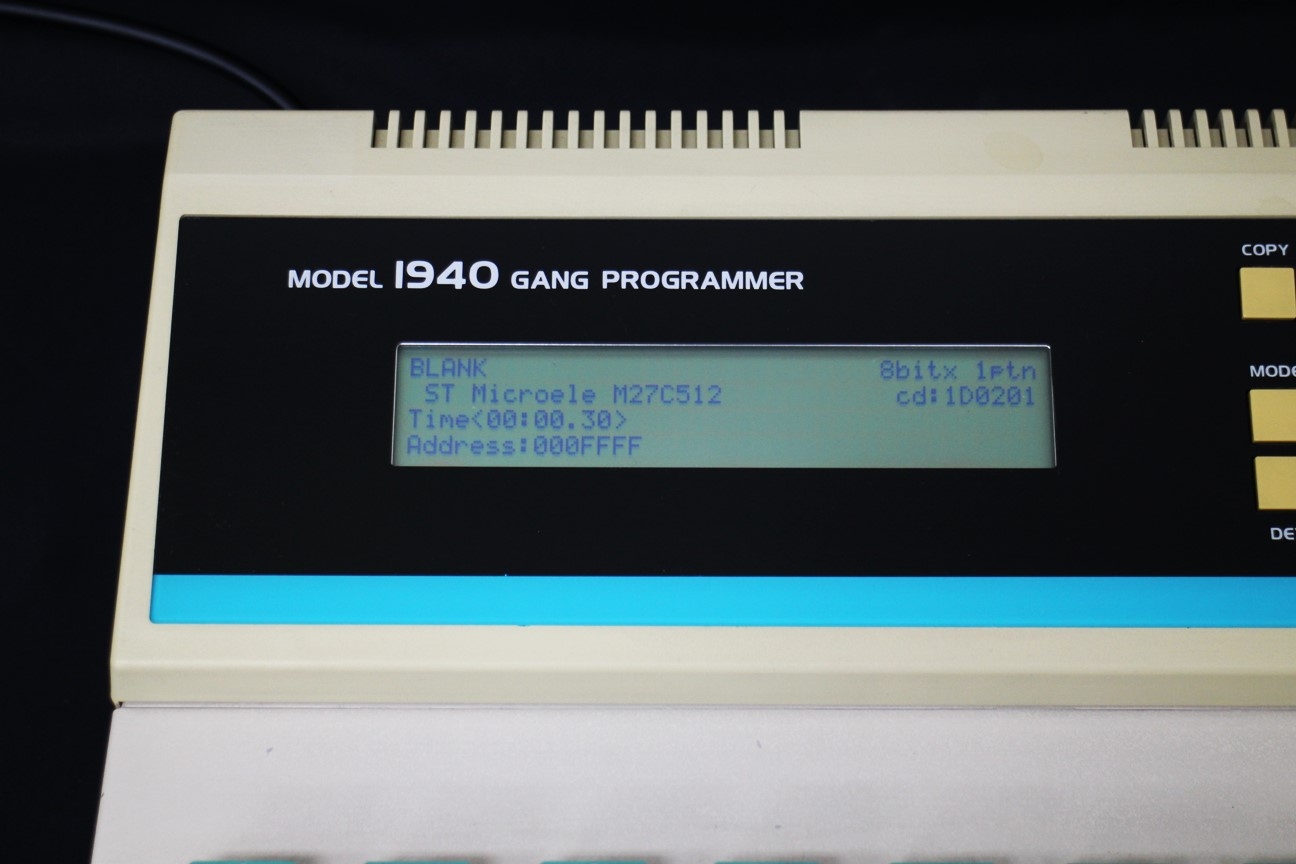 MODEL 1940 GANG PROGRAMMER
COPY
BLANK 8bitx 1ptn
ST Microele M27C512 cd:1D0201
Time<00:00.30>
Address:000FFFF